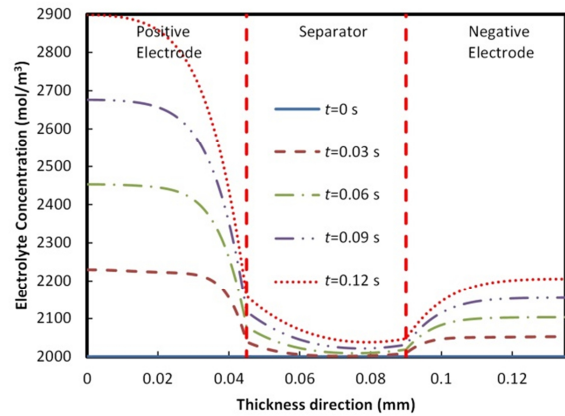 2900
2800
2700
2600
2500
2400
2300
2200
2100
2000
Electrolyte Concentration (mol/m³)
Positive
Electrode
Separator
Negative
Electrode
t=0 s
t=0.03 s
t=0.06 s
t=0.09 s
t=0.12 s
0
0.02
0.04
0.06
0.08
0.1
0.12
Thickness direction (mm)